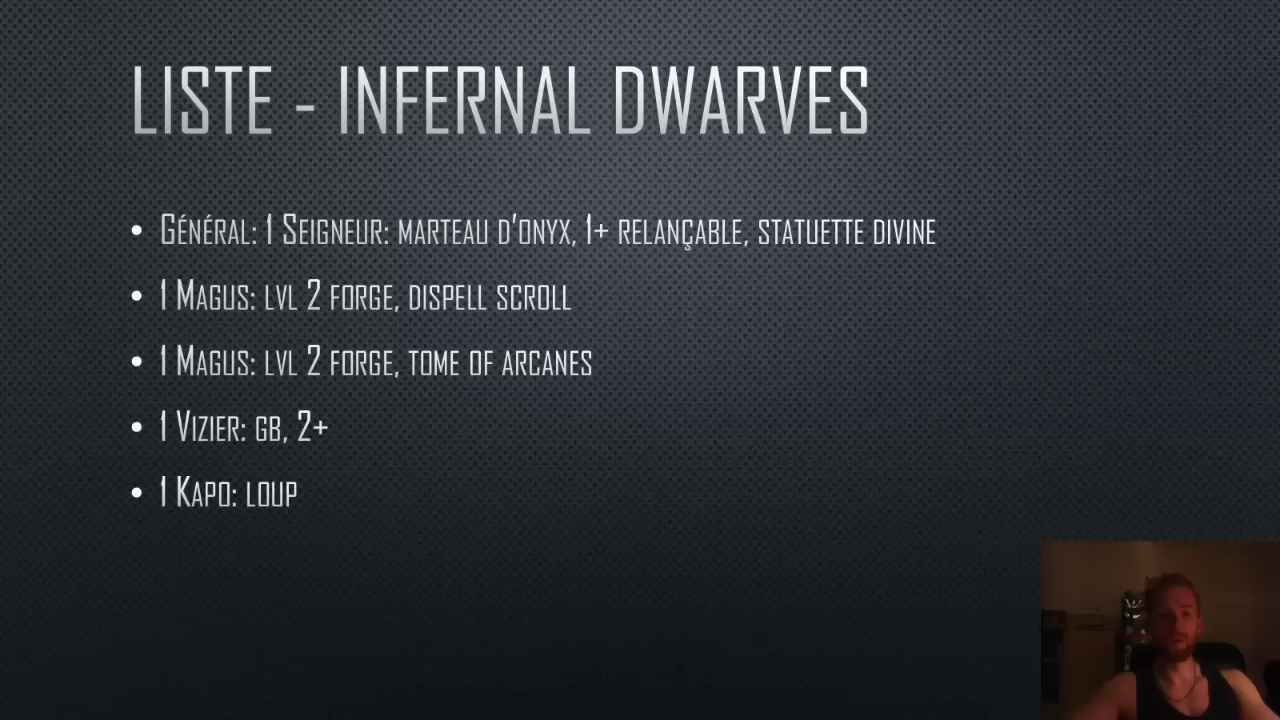 LISTE - INFERNAL DWARVES
• Général: 1 Seigneur: marteau d'onyx, 1+ relançable, statuette divine
• 1 Magus: lvl 2 forge, dispell scroll
• 1 Magus: lvl 2 forge, tome of arcanes
• 1 Vizier: gb, 2+
• 1 Kapo: loup